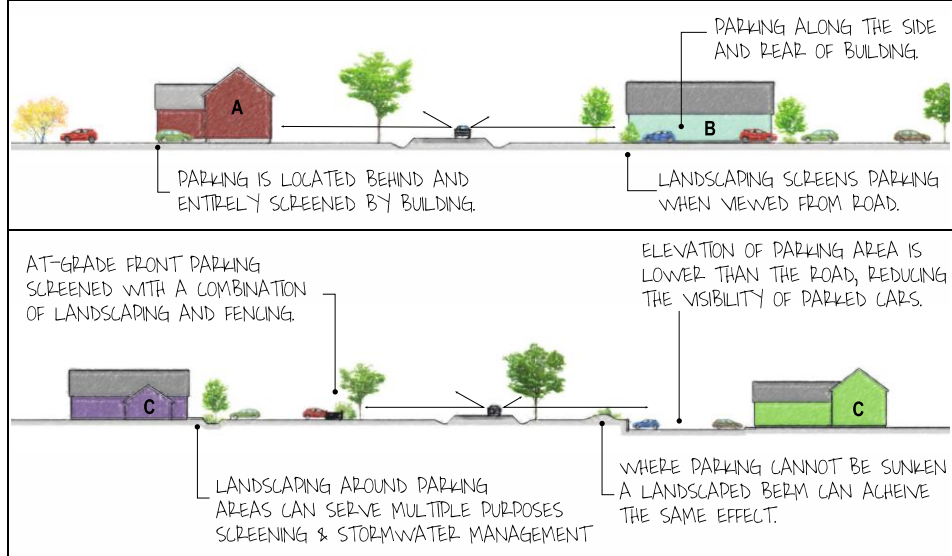 PARKING ALONG THE SIDE
AND REAR OF BUILDING.
A
B
PARKING IS LOCATED BEHIND AND
ENTIRELY SCREENED BY BUILDING.
LANDSCAPING SCREENS PARKING
WHEN VIEWED FROM ROAD.
AT-GRADE FRONT PARKING
SCREENED WITH A COMBINATION
OF LANDSCAPING AND FENCING.
ELEVATION OF PARKING AREA IS
LOWER THAN THE ROAD, REDUCING
THE VISIBILITY OF PARKED CARS.
C
C
LANDSCAPING AROUND PARKING
AREAS CAN SERVE MULTIPLE PURPOSES
SCREENING & STORMWATER MANAGEMENT
WHERE PARKING CANNOT BE SUNKEN
A LANDSCAPED BERM CAN ACHEIVE
THE SAME EFFECT.